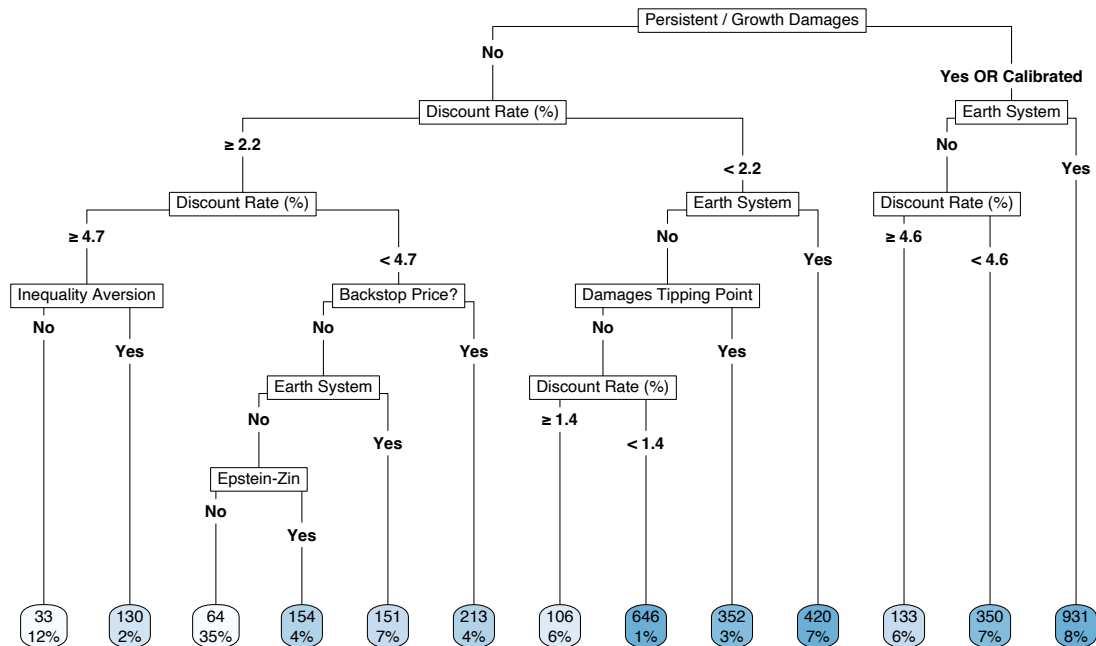 Persistent / Growth Damages
No
Yes OR Calibrated
Discount Rate (%)
Earth System
≥ 2.2
No
< 2.2
Yes
Discount Rate (%)
Earth System
Discount Rate (%)
≥ 4.7
No
≥ 4.6
< 4.7
Yes
< 4.6
Inequality Aversion
Backstop Price?
Damages Tipping Point
No
No
No
Yes
Yes
Yes
Earth System
Discount Rate (%)
No
≥ 1.4
Yes
< 1.4
Epstein-Zin
No
Yes
33 130 64 154 151 213 106 646 352 420 133 350 931
12% 2% 35% 4% 7% 4% 6% 1% 3% 7% 6% 7% 8%